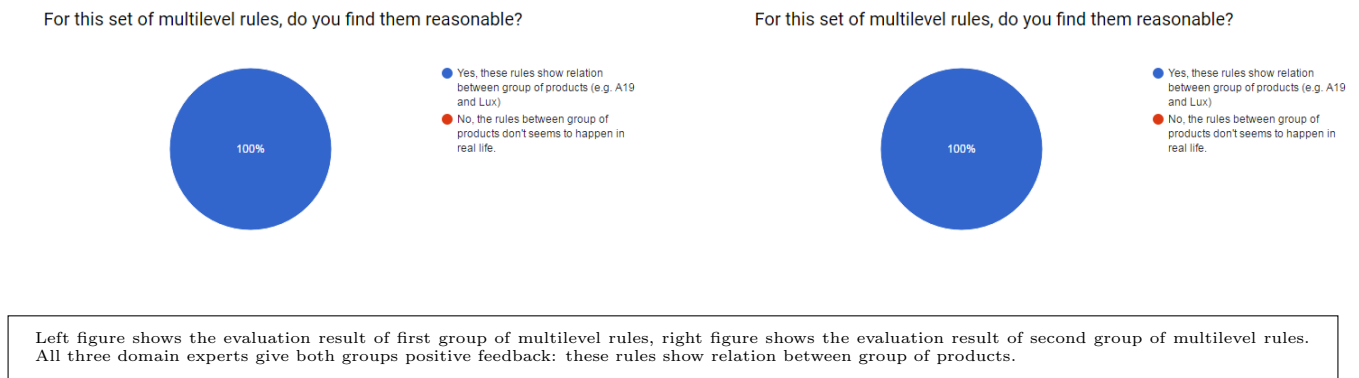 For this set of multilevel rules, do you find them reasonable?
100%
Yes, these rules show relation
between group of products (e.g. A19
and Lux)
No, the rules between group of
products don't seems to happen in
real life.
For this set of multilevel rules, do you find them reasonable?
100%
Yes, these rules show relation
between group of products (e.g. A19
and Lux)
No, the rules between group of
products don't seems to happen in
real life.
Left figure shows the evaluation result of first group of multilevel rules, right figure shows the evaluation result of second group of multilevel rules.
All three domain experts give both groups positive feedback: these rules show relation between group of products.